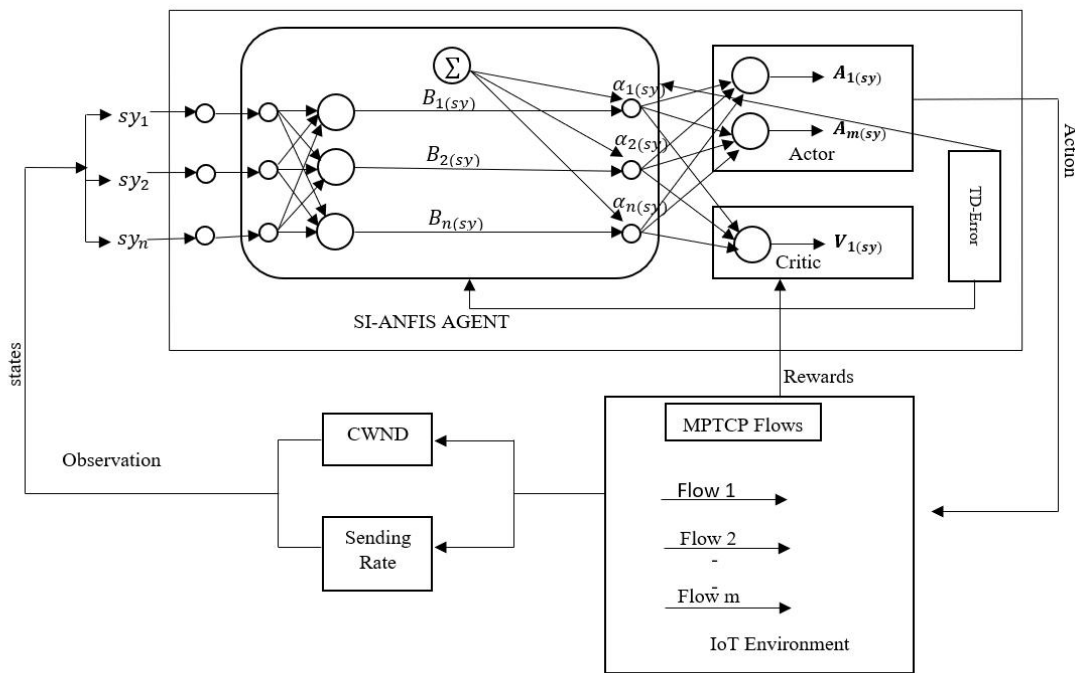 Σ
α1(sy)
A1(sy)
sy1
B1(sy)
Am(sy)
α2(sy)
Actor
Action
sy2
B2(sy)
αn(sy)
TD-Error
syn
Bn(sy)
V1(sy)
Critic
SI-ANFIS AGENT
states
Rewards
MPTCP Flows
CWND
Observation
Flow 1
Sending
Rate
Flow 2
-
-
Flow m
IoT Environment